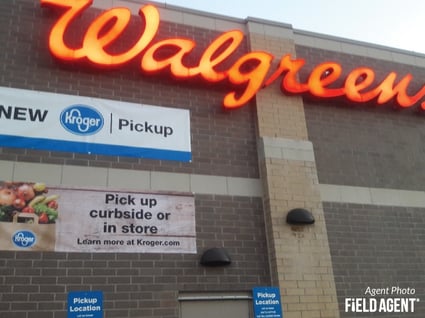 Walgreens
NEW Kroger | Pickup
Pick up
curbside or
in store
Learn more at Kroger.com
Kroger
Pickup
Location
Pickup
Location
Agent Photo
FiELD AGENT®